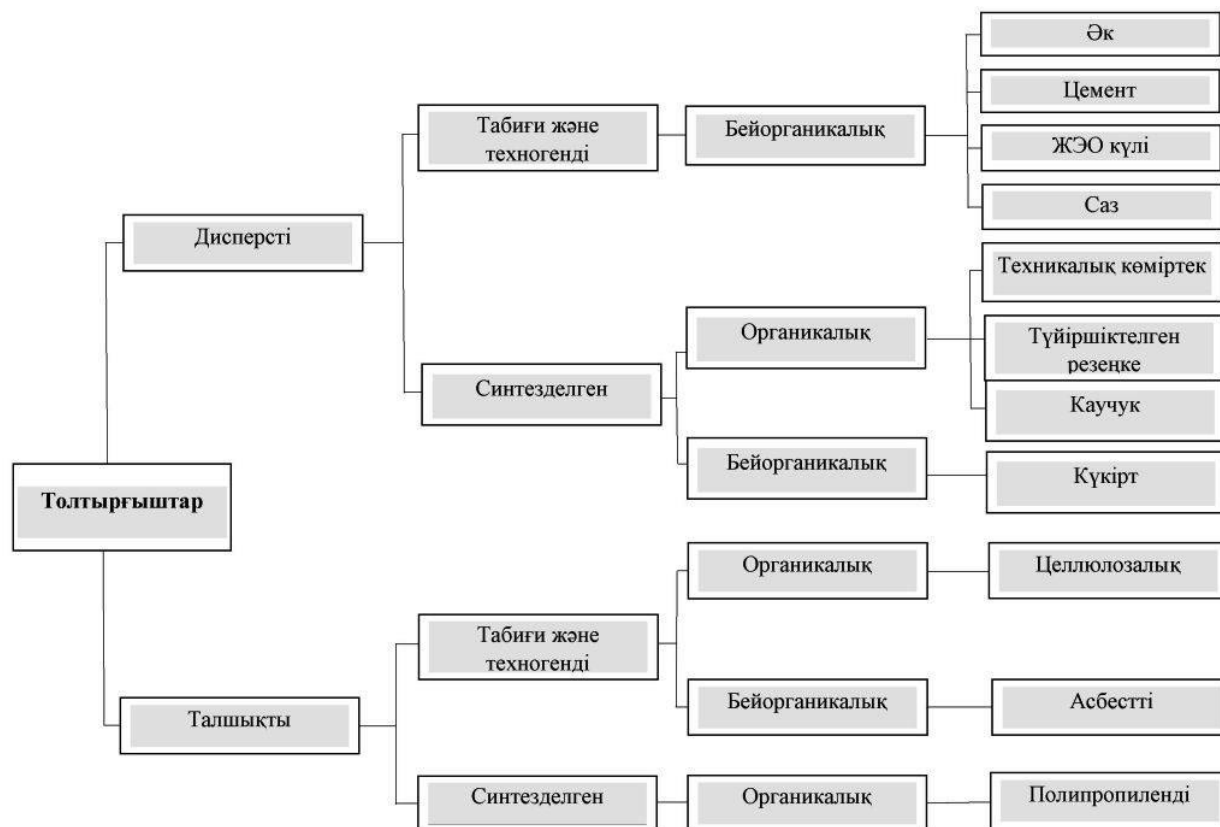 Әк
Цемент
Табиғи және
техногенді
Бейорганикалық
ЖЭО күлі
Саз
Дисперсті
Техникалық көміртек
Органикалық
Түйіршіктелген
резеңке
Синтезделген
Каучук
Бейорганикалық
Күкірт
Толтырғыштар
Органикалық
Целлюлозалық
Табиғи және
техногенді
Бейорганикалық
Асбестті
Талшықты
Синтезделген
Органикалық
Полипропиленді